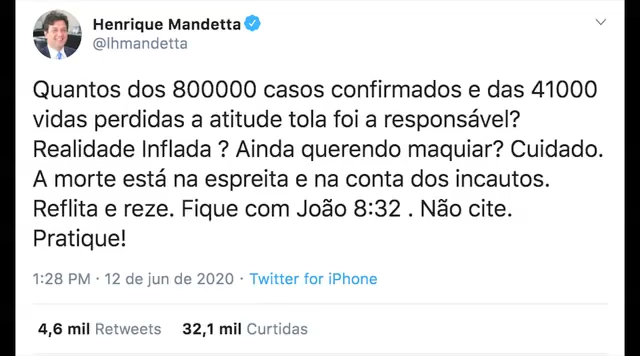 Henrique Mandetta
@lhmandetta
Quantos dos 800000 casos confirmados e das 41000
vidas perdidas a atitude tola foi a responsável?
Realidade Inflada ? Ainda querendo maquiar? Cuidado.
A morte está na espreita e na conta dos incautos.
Reflita e reze. Fique com João 8:32 . Não cite.
Pratique!
1:28 PM · 12 de jun de 2020 · Twitter for iPhone
4,6 mil Retweets 32,1 mil Curtidas